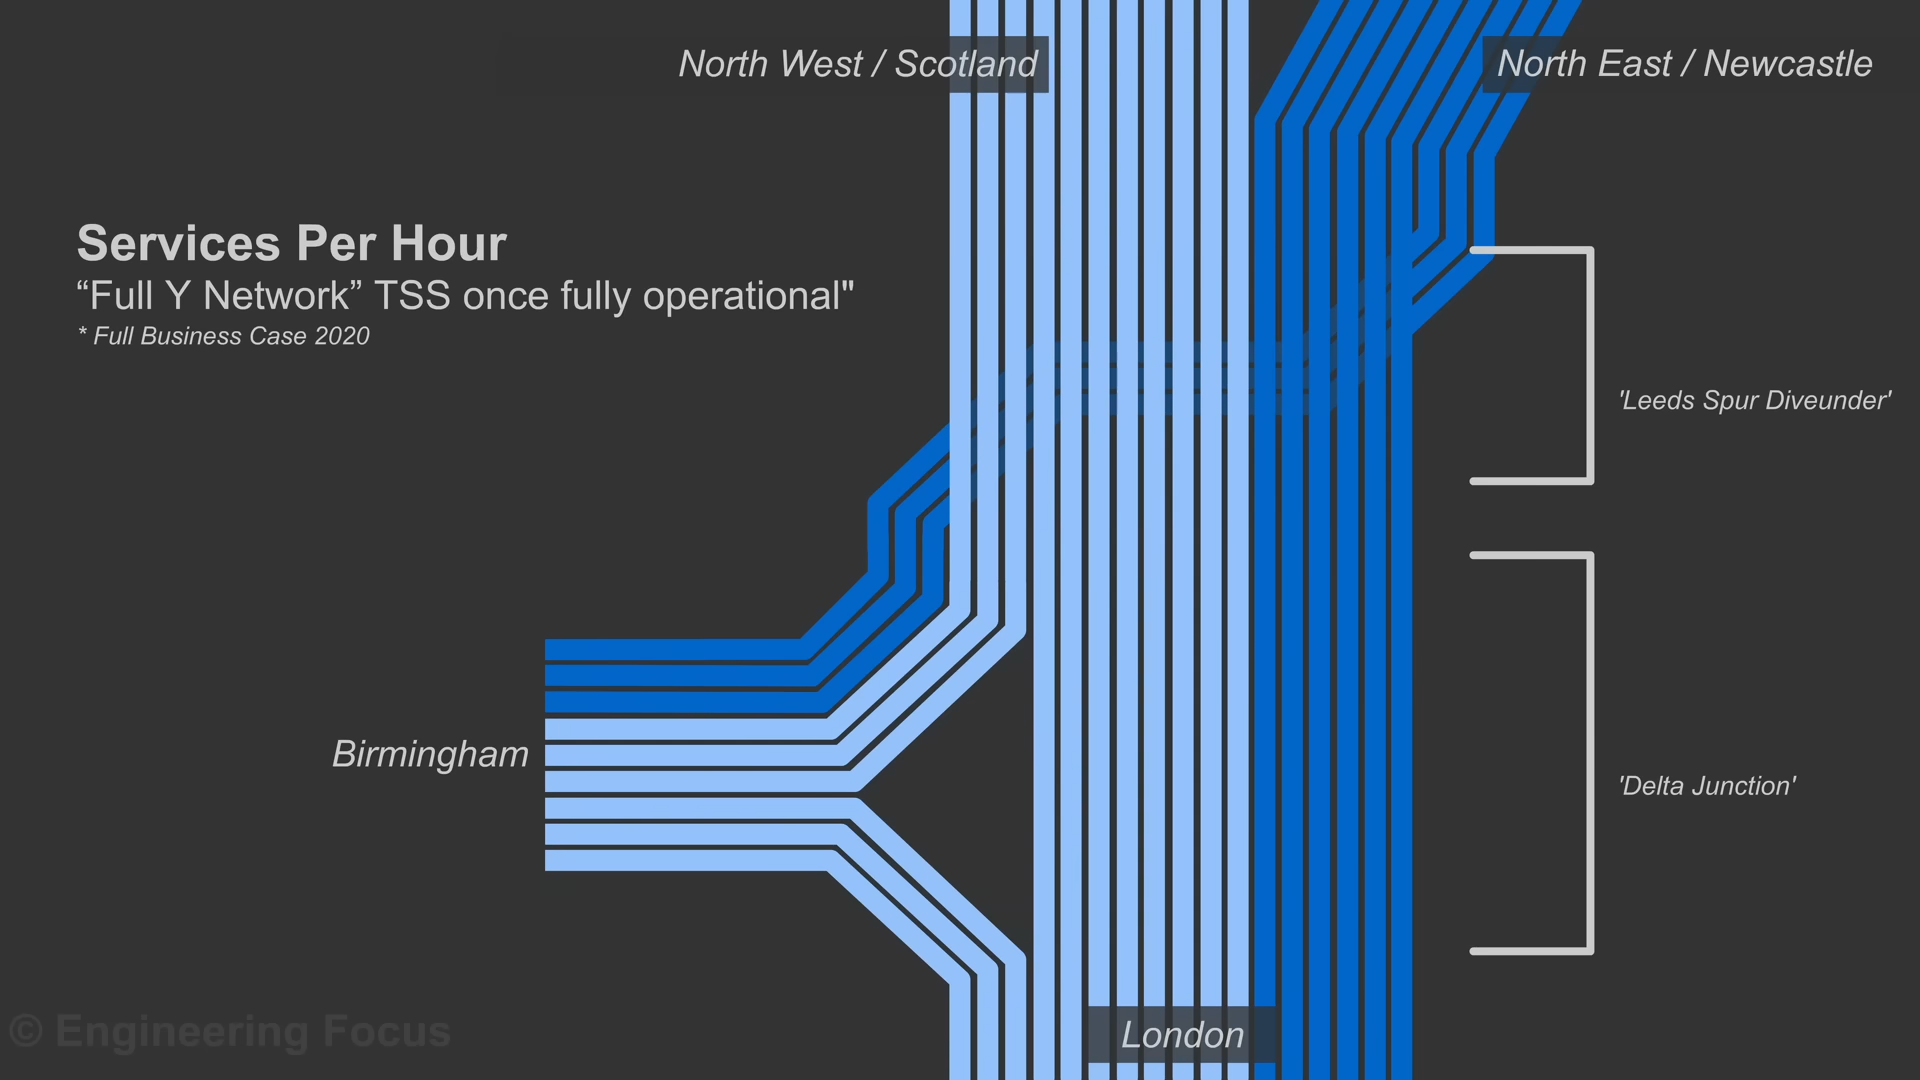 North West / Scotland
North East / Newcastle
Services Per Hour
“Full Y Network” TSS once fully operational"
* Full Business Case 2020
'Leeds Spur Diveunder'
Birmingham
'Delta Junction'
© Engineering Focus
London